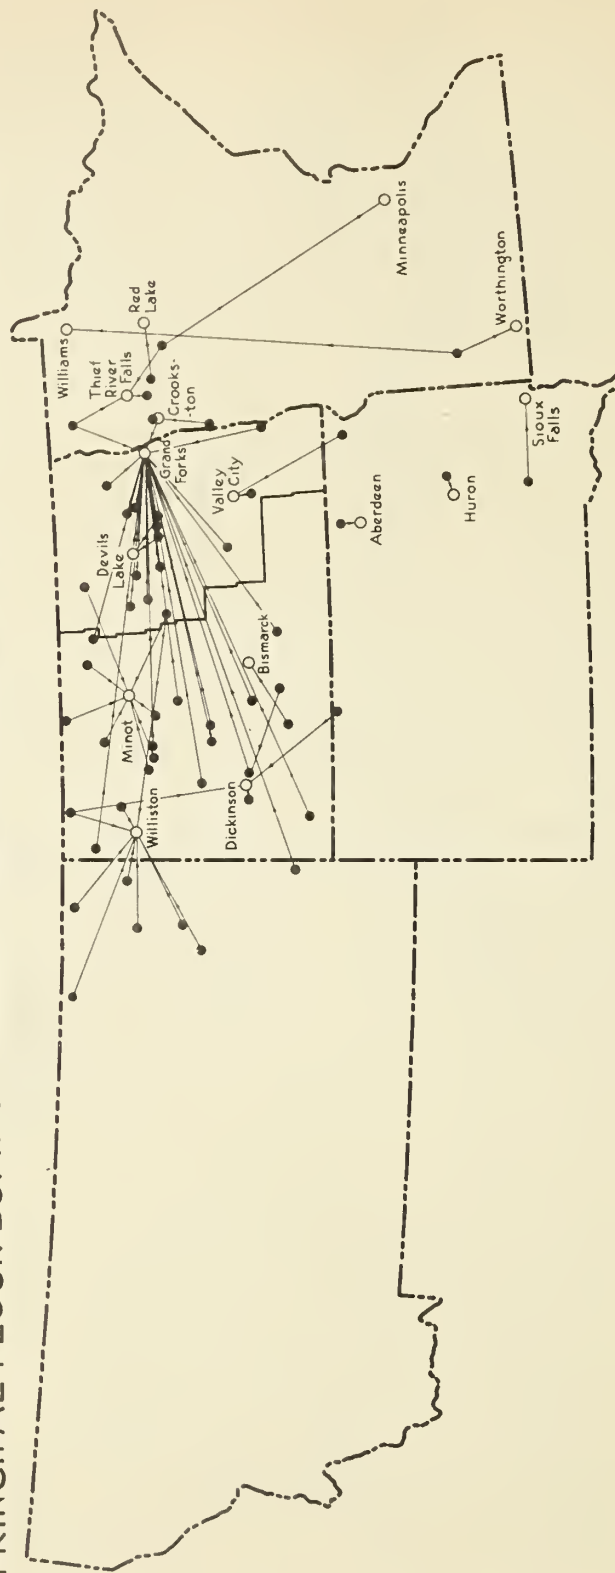 PRINCIPAL
Williams
Thief
River
Falls
Red
Lake
Crooks-
-ton
Grand
Forks
Devils
Lake
Valley
City
Minot
Williston
Bismarck
Dickinson
Minneapolis
Worthington
Aberdeen
Huron
Sioux
Falls